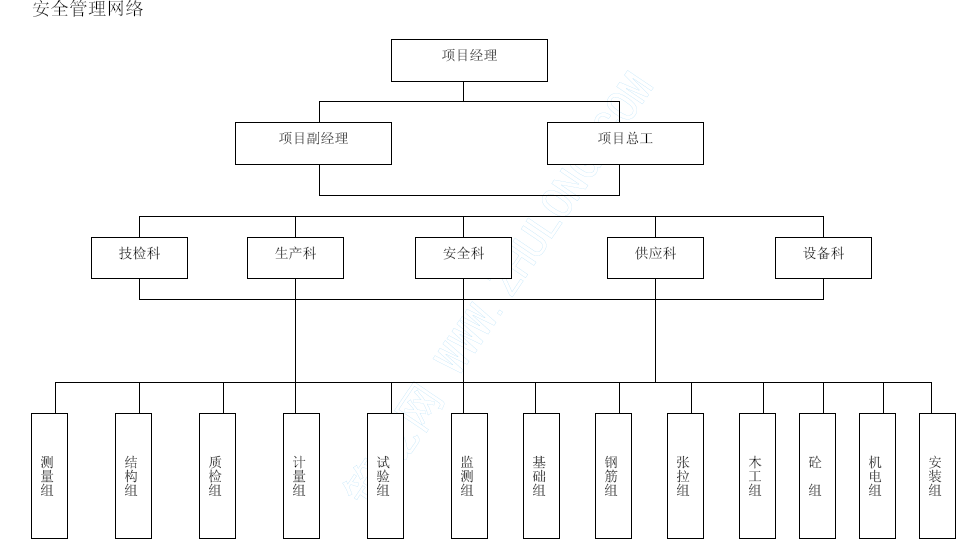 安全管理网络
项目经理
项目副经理 项目总工
技检科 生产科 安全科 供应科 设备科
测量组 结构组 质检组 计量组 试验组 监测组 基础组 钢筋组 张拉组 木工组 砼组 机电组 安装组
WWW.ZHULONG.COM